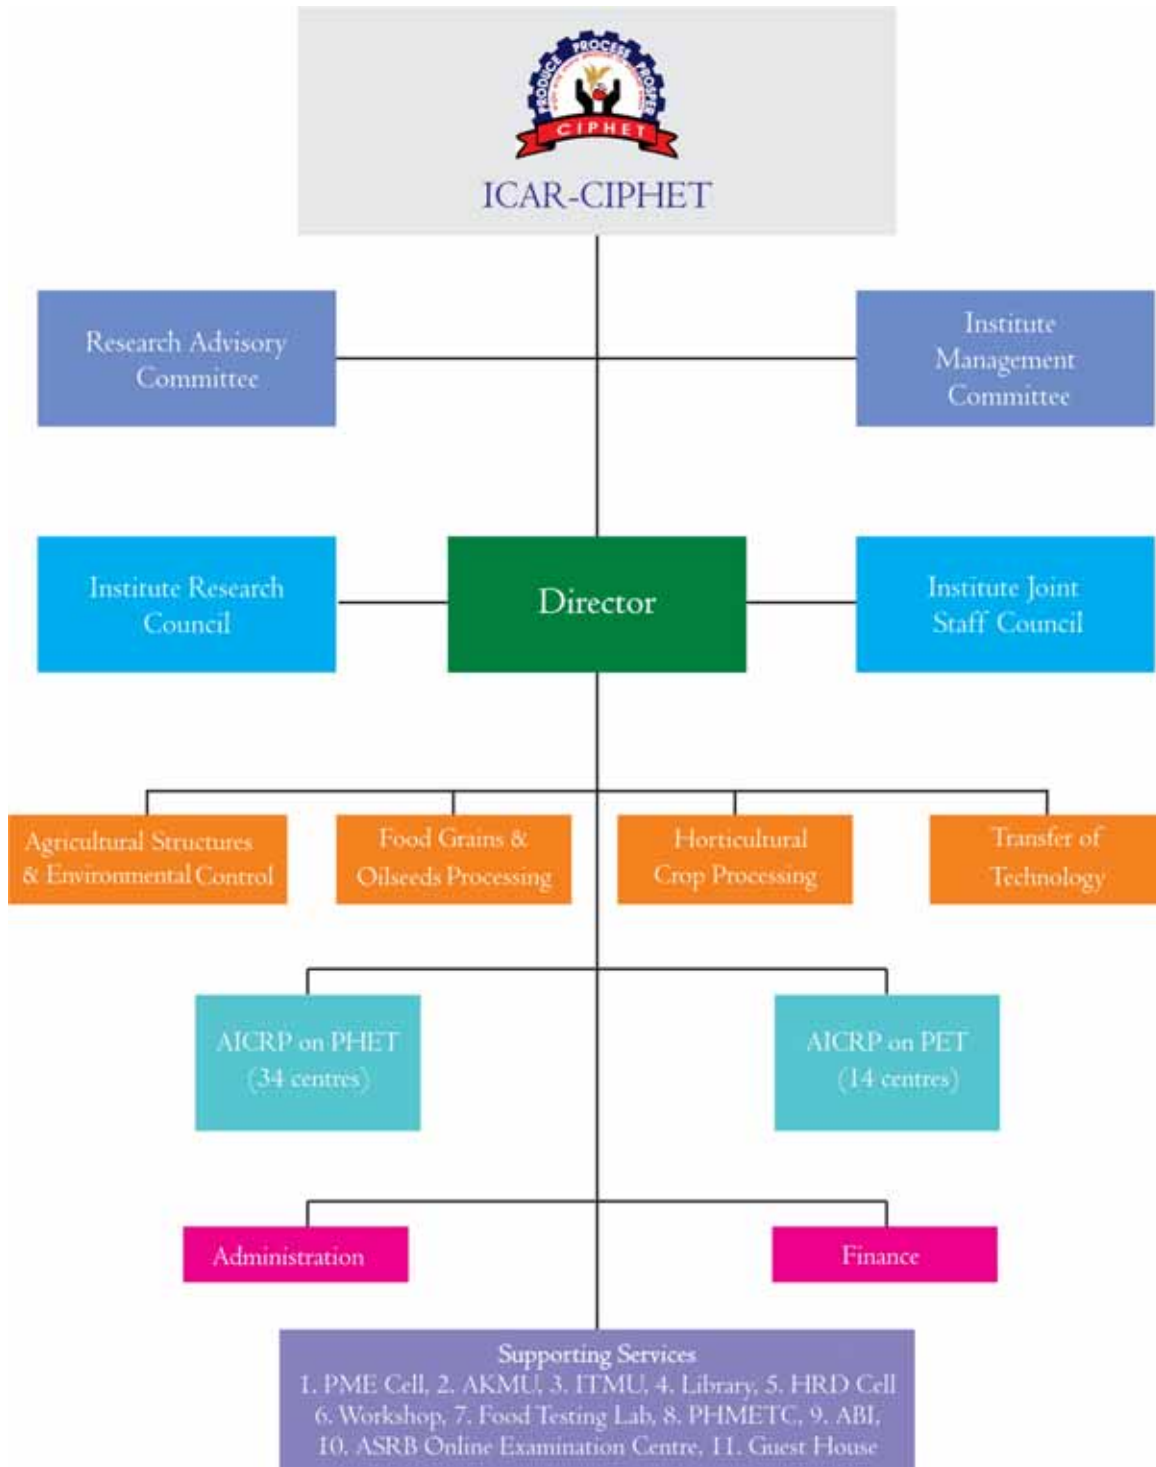 PRODUCE PROCESS PROSPER
CIPHET
ICAR-CIPHET
Research Advisory
Committee
Institute
Management
Committee
Institute Research
Council
Director
Institute Joint
Staff Council
Agricultural Structures
& Environmental Control
Food Grains &
Oilseeds Processing
Horticultural
Crop Processing
Transfer of
Technology
AICRP on PHET
(34 centres)
AICRP on PET
(14 centres)
Administration
Finance
Supporting Services
1. PME Cell, 2. AKMU, 3. ITMU, 4. Library, 5. HRD Cell
6. Workshop, 7. Food Testing Lab, 8. PHMETC, 9. ABI,
10. ASRB Online Examination Centre, 11. Guest House